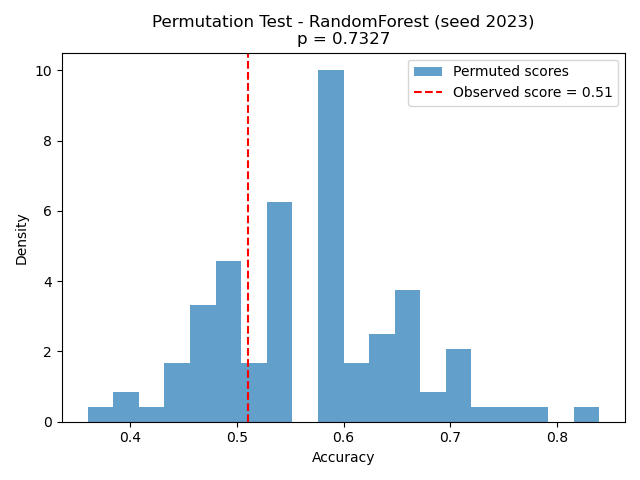 Permutation Test - RandomForest (seed 2023)
p = 0.7327
Permuted scores
Observed score = 0.51
Density
10
8
6
4
2
0
0.4 0.5 0.6 0.7 0.8
Accuracy